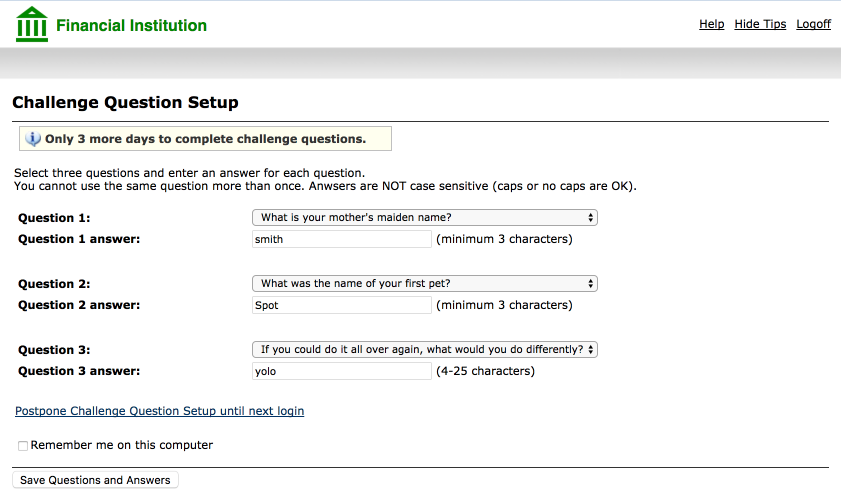 Financial Institution
Help Hide Tips Logoff
Challenge Question Setup
Only 3 more days to complete challenge questions.
Select three questions and enter an answer for each question.
You cannot use the same question more than once. Anwsers are NOT case sensitive (caps or no caps are OK).
Question 1: What is your mother's maiden name?
Question 1 answer: smith (minimum 3 characters)
Question 2: What was the name of your first pet?
Question 2 answer: Spot (minimum 3 characters)
Question 3: If you could do it all over again, what would you do differently?
Question 3 answer: yolo (4-25 characters)
Postpone Challenge Question Setup until next login
Remember me on this computer
Save Questions and Answers